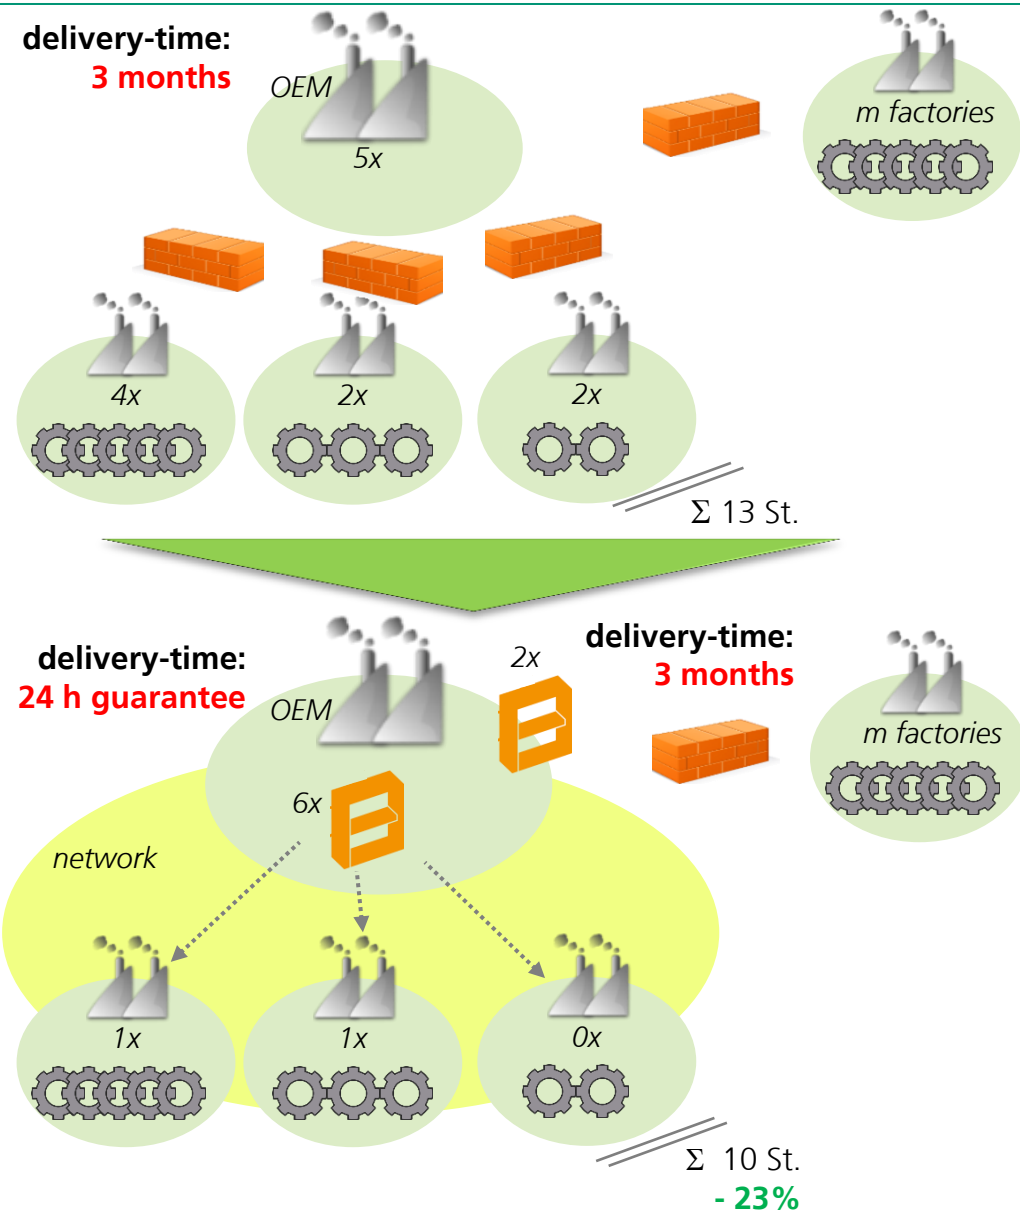 delivery-time:
3 months
OEM
5x
m factories
4x
2x
2x
Σ 13 St.
delivery-time:
24 h guarantee
OEM
2x
delivery-time:
3 months
m factories
6x
network
1x
1x
0x
Σ 10 St.
- 23%